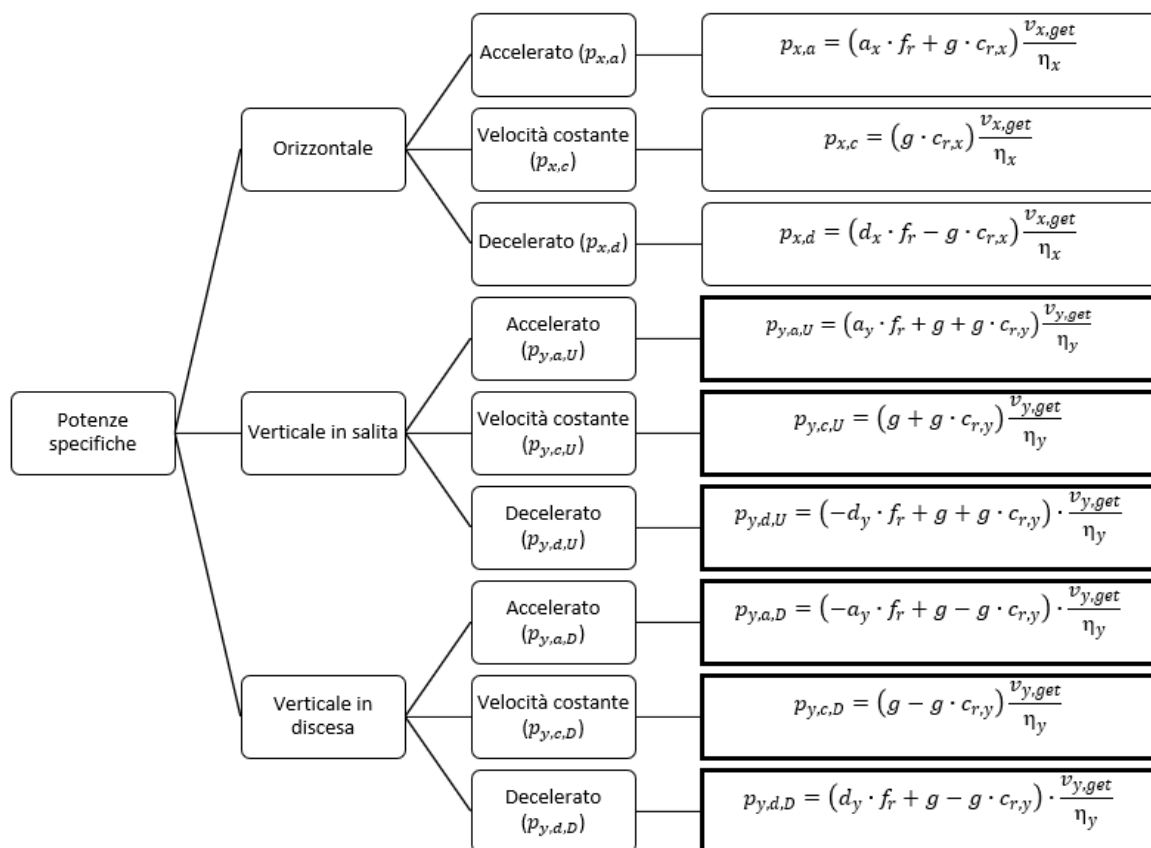 Potenze
specifiche
Orizzontale
Accelerato (p_{x,a})
p_{x,a} = (a_x · f_r + g · c_{r,x}) v_{x,get}/η_x
Velocità costante
(p_{x,c})
p_{x,c} = (g · c_{r,x}) v_{x,get}/η_x
Decelerato (p_{x,d})
p_{x,d} = (d_x · f_r − g · c_{r,x}) v_{x,get}/η_x
Verticale in salita
Accelerato
(p_{y,a,U})
p_{y,a,U} = (a_y · f_r + g + g · c_{r,y}) v_{y,get}/η_y
Velocità costante
(p_{y,c,U})
p_{y,c,U} = (g + g · c_{r,y}) v_{y,get}/η_y
Decelerato
(p_{y,d,U})
p_{y,d,U} = (−d_y · f_r + g + g · c_{r,y}) · v_{y,get}/η_y
Verticale in
discesa
Accelerato
(p_{y,a,D})
p_{y,a,D} = (−a_y · f_r + g − g · c_{r,y}) · v_{y,get}/η_y
Velocità costante
(p_{y,c,D})
p_{y,c,D} = (g − g · c_{r,y}) v_{y,get}/η_y
Decelerato
(p_{y,d,D})
p_{y,d,D} = (d_y · f_r + g − g · c_{r,y}) · v_{y,get}/η_y